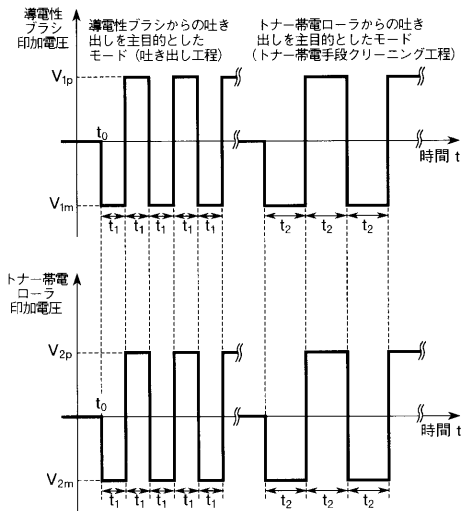 導電性
ブラシ
印加電圧
導電性ブラシからの吐き
出しを主目的とした
モード（吐き出し工程）
トナー帯電ローラからの吐き
出しを主目的としたモード
（トナー帯電手段クリーニング工程）
V1p
t0
時間 t
V1m
t1 t1 t1 t1 t1 t2 t2 t2
トナー帯電
ローラ
印加電圧
V2p
t0
時間 t
V2m
t1 t1 t1 t1 t1 t2 t2 t2